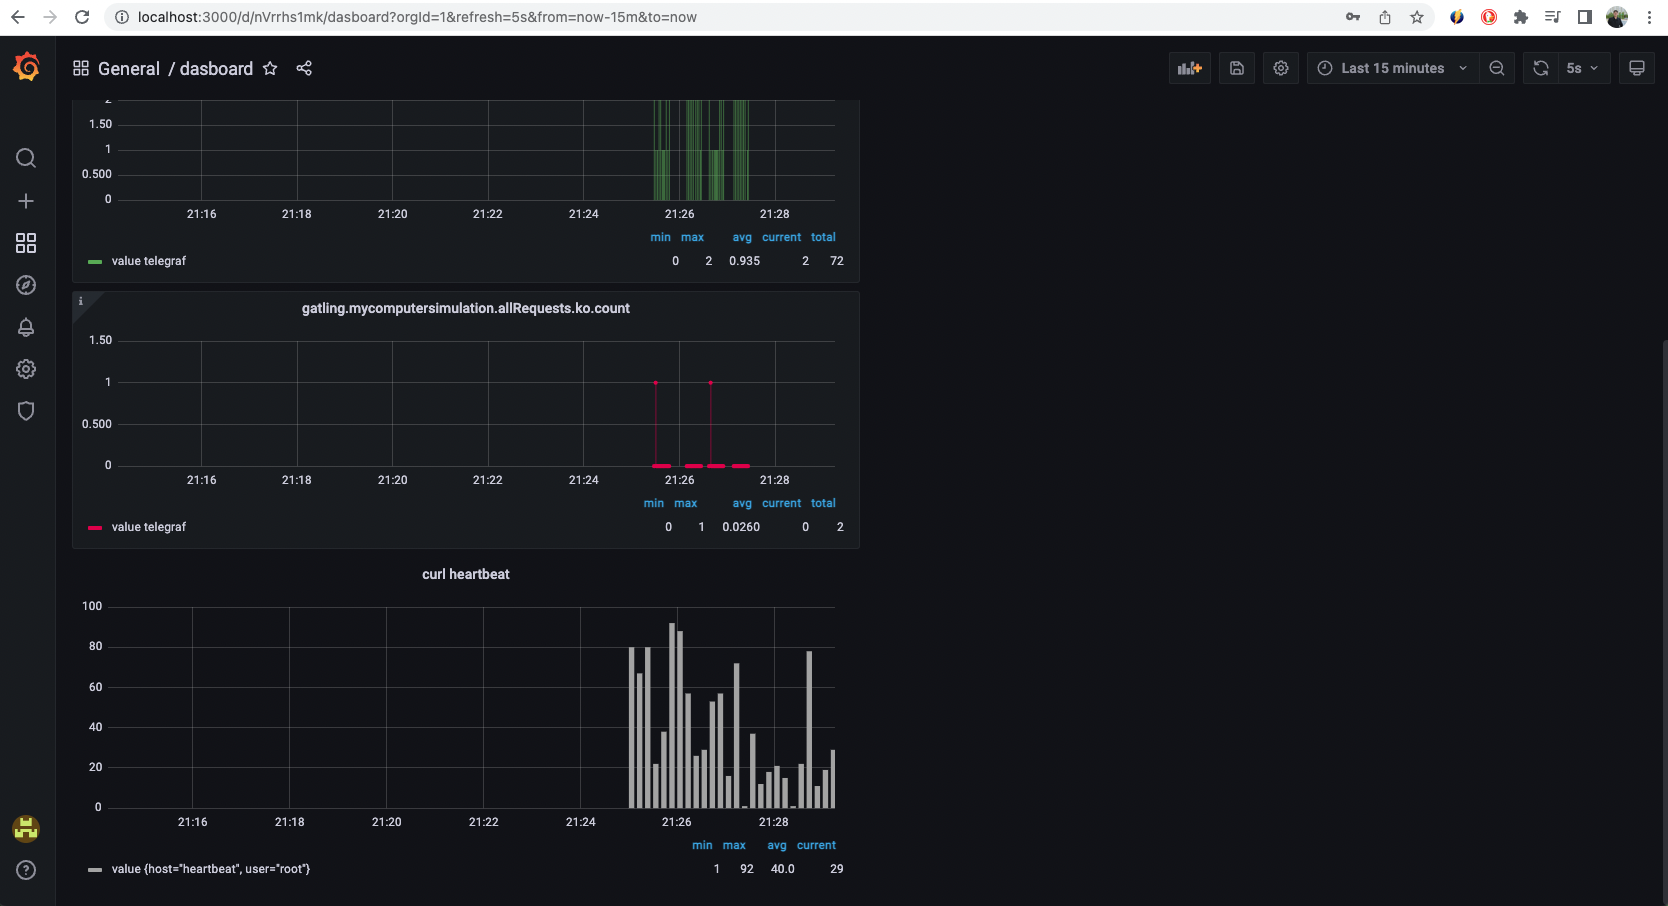 localhost:3000/d/nVrrhs1mk/dasboard?orgId=1&refresh=5s&from=now-15m&to=now
General / dasboard
Last 15 minutes
5s
2
1.50
1
0.500
0
21:16 21:18 21:20 21:22 21:24 21:26 21:28
min max avg current total
value telegraf 0 2 0.935 2 72
i
gatling.mycomputersimulation.allRequests.ko.count
1.50
1
0.500
0
21:16 21:18 21:20 21:22 21:24 21:26 21:28
min max avg current total
value telegraf 0 1 0.0260 0 2
curl heartbeat
100
80
60
40
20
0
21:16 21:18 21:20 21:22 21:24 21:26 21:28
min max avg current
value {host="heartbeat", user="root"} 1 92 40.0 29